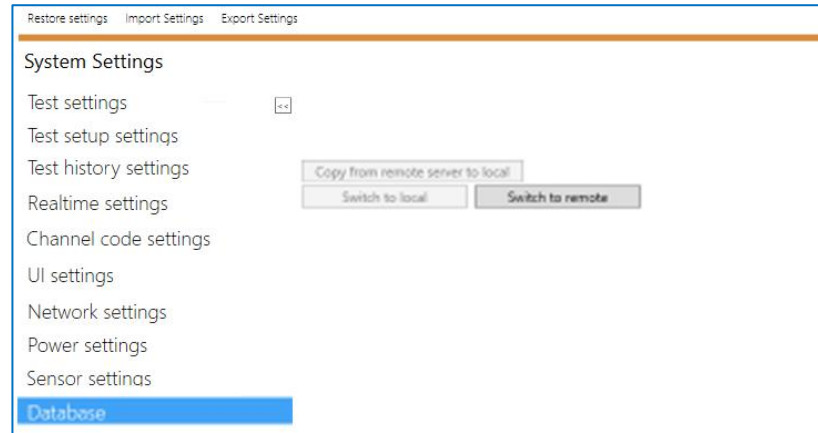 Restore settings Import Settings Export Settings
System Settings
Test settings
<<
Test setup settings
Test history settings
Copy from remote server to local
Realtime settings
Switch to local Switch to remote
Channel code settings
UI settings
Network settings
Power settings
Sensor settings
Database